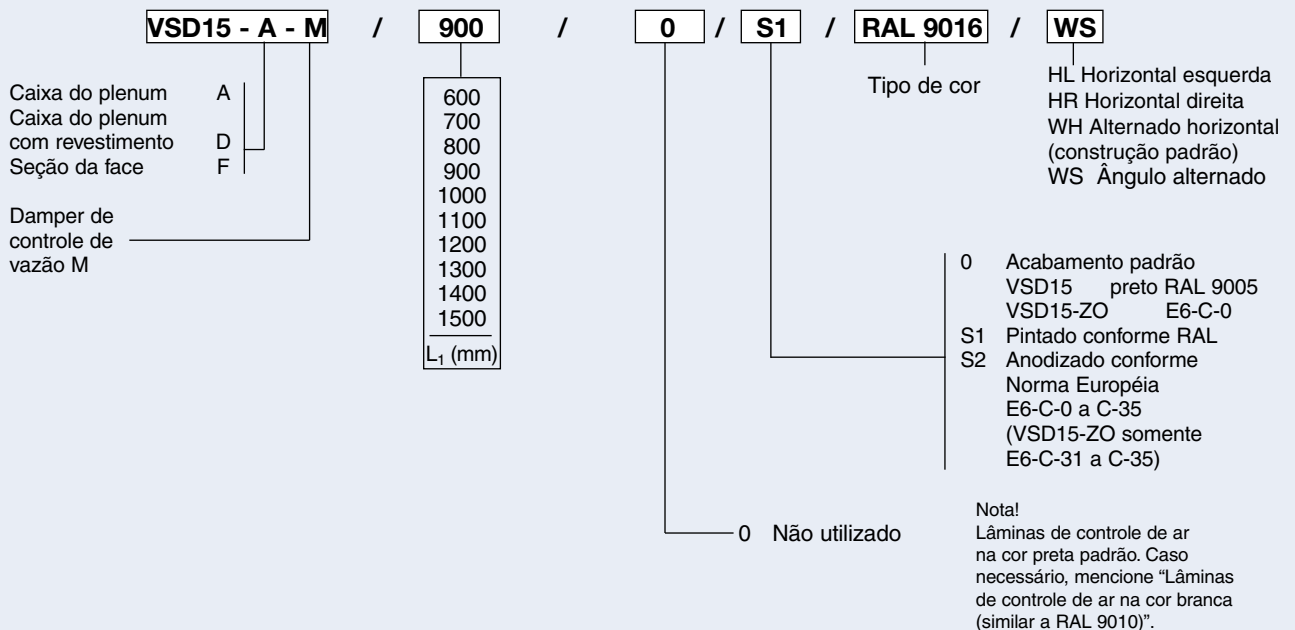 VSD15 - A - M / 900 / 0 / S1 / RAL 9016 / WS
Caixa do plenum A
Caixa do plenum
com revestimento D
Seção da face F
Damper de
controle de
vazão M
600
700
800
900
1000
1100
1200
1300
1400
1500
L₁ (mm)
Tipo de cor
HL Horizontal esquerda
HR Horizontal direita
WH Alternado horizontal
(construção padrão)
WS Ângulo alternado
0 Acabamento padrão
VSD15 preto RAL 9005
VSD15-ZO E6-C-0
S1 Pintado conforme RAL
S2 Anodizado conforme
Norma Européia
E6-C-0 a C-35
(VSD15-ZO somente
E6-C-31 a C-35)
0 Não utilizado
Nota!
Lâminas de controle de ar
na cor preta padrão. Caso
necessário, mencione “Lâminas
de controle de ar na cor branca
(similar a RAL 9010)”.